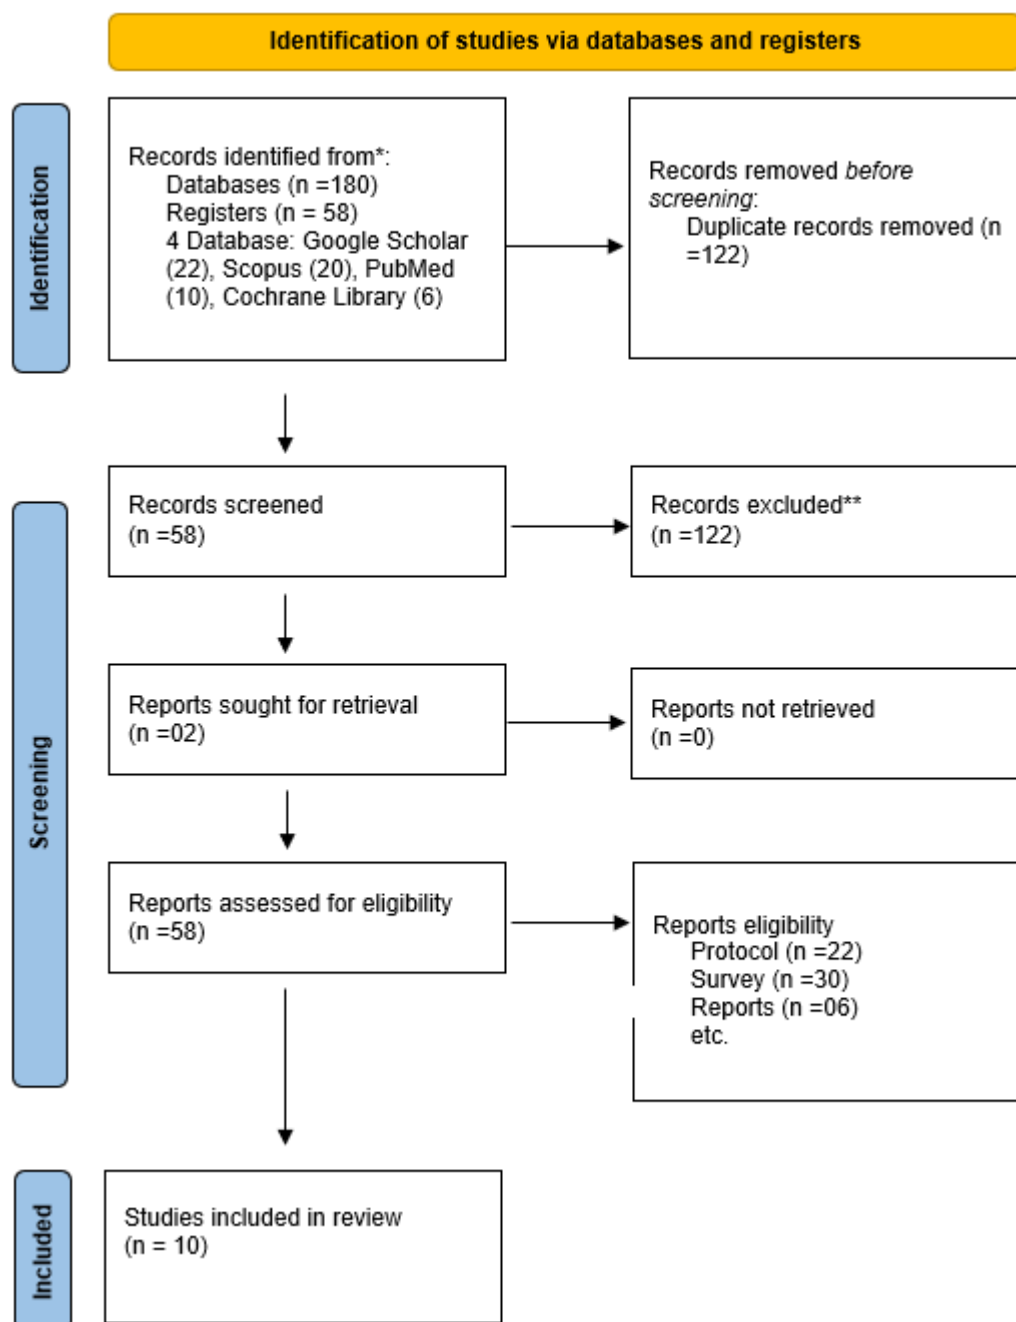 Identification of studies via databases and registers
Identification
Records identified from*:
Databases (n =180)
Registers (n = 58)
4 Database: Google Scholar
(22), Scopus (20), PubMed
(10), Cochrane Library (6)
Records removed before
screening:
Duplicate records removed (n
=122)
Screening
Records screened
(n =58)
Records excluded**
(n =122)
Reports sought for retrieval
(n =02)
Reports not retrieved
(n =0)
Reports assessed for eligibility
(n =58)
Reports eligibility
Protocol (n =22)
Survey (n =30)
Reports (n =06)
etc.
Included
Studies included in review
(n = 10)